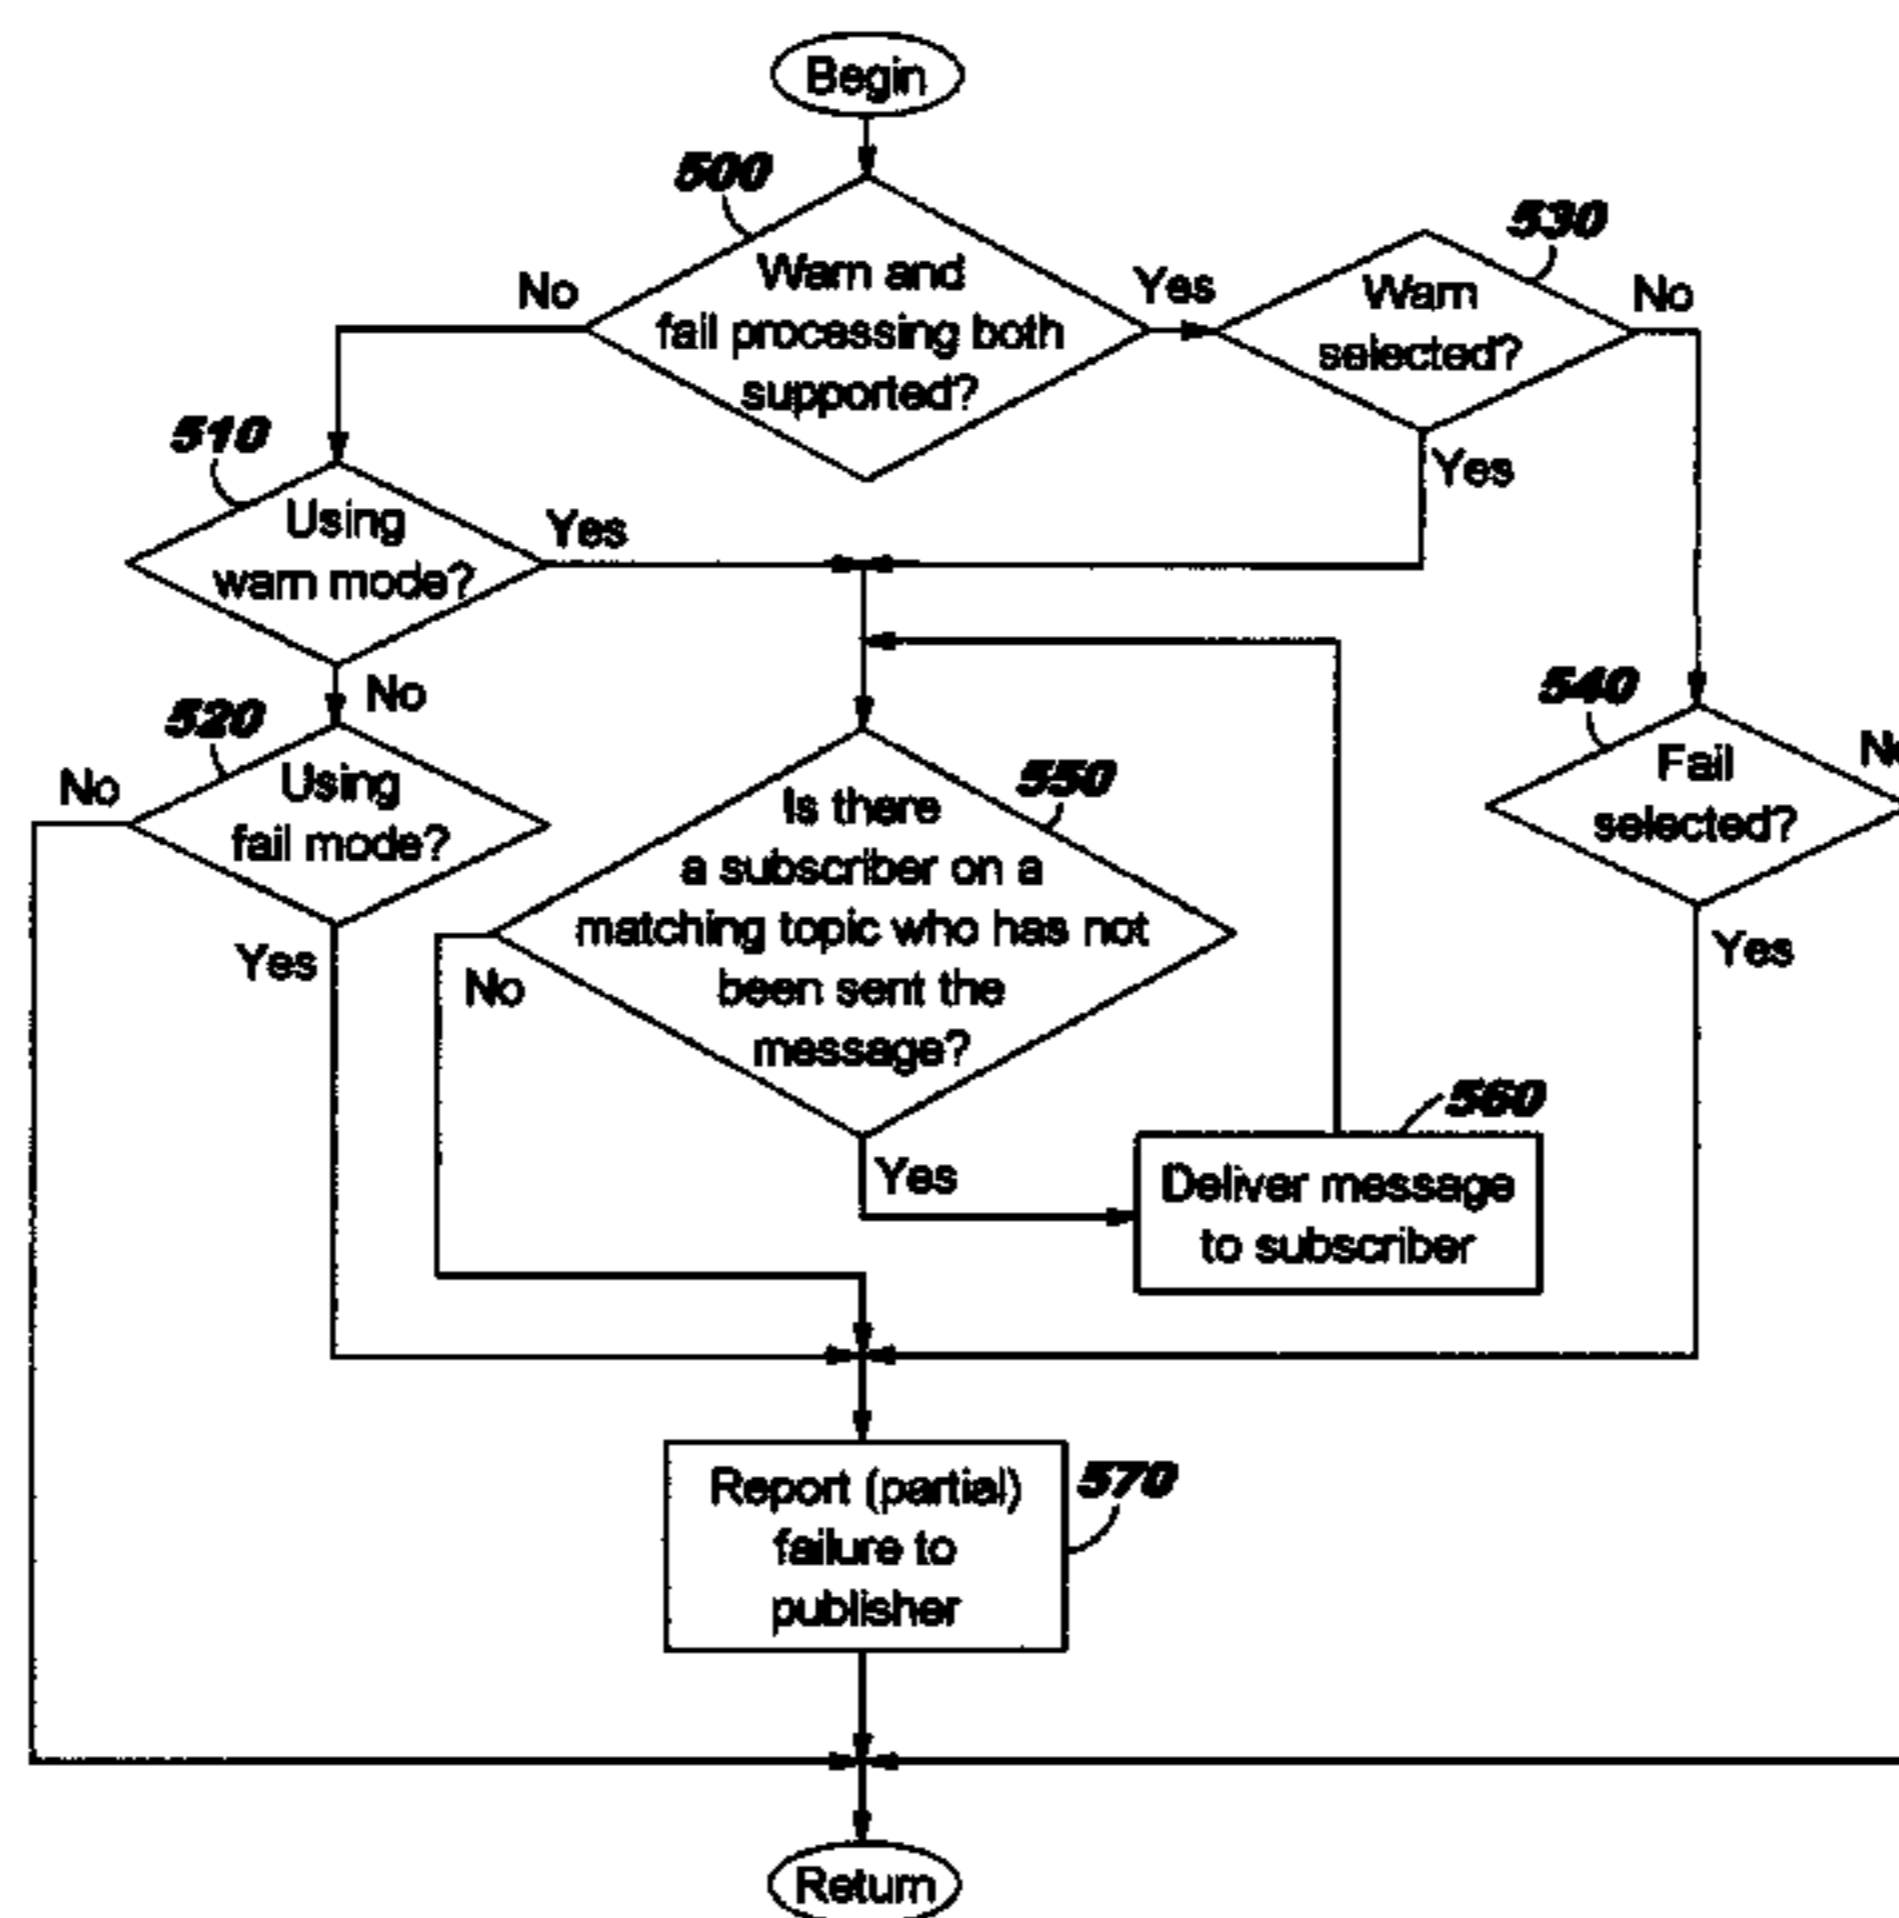 Begin
500
Warn and
fail processing both
supported?
No
Yes
530
Warn
selected?
No
Yes
510
Using
warn mode?
Yes
No
520
Using
fail mode?
No
Yes
550
Is there
a subscriber on a
matching topic who has not
been sent the
message?
No
Yes
540
Fail
selected?
No
Yes
560
Deliver message
to subscriber
Report (partial)
failure to
publisher
570
Return